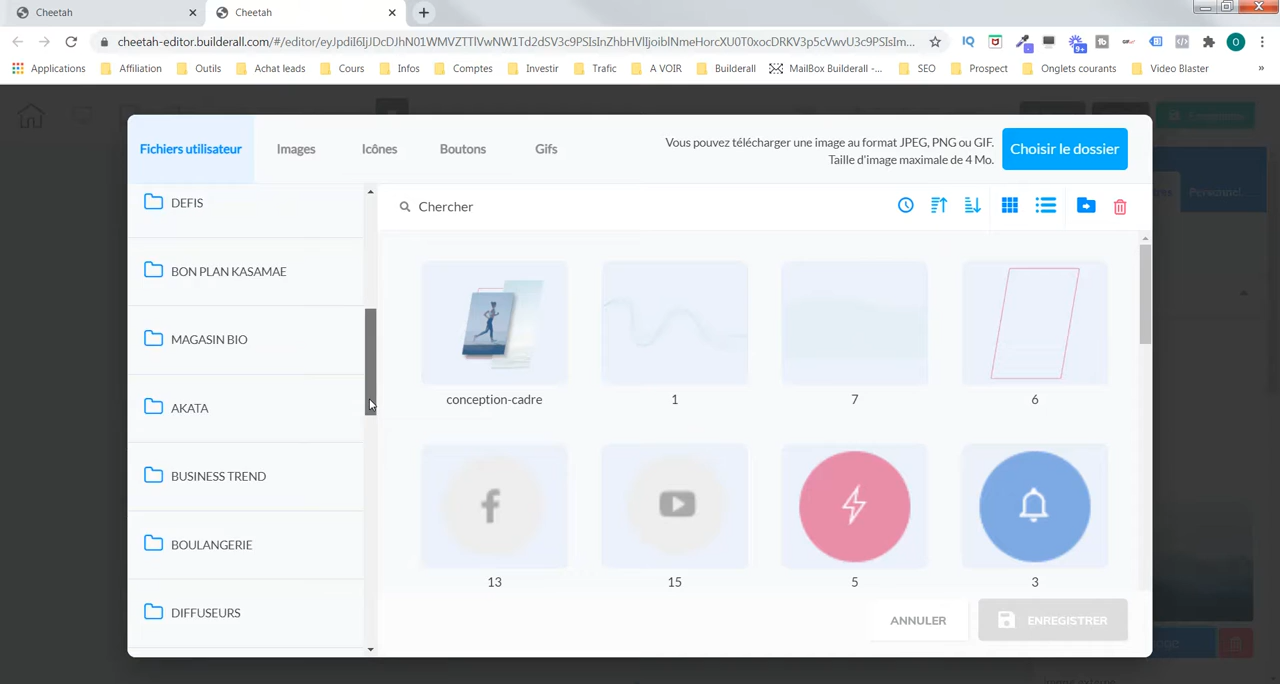 Cheetah
Cheetah
cheetah-editor.builderall.com/#/editor/eyJpdiI6IjJDcDJhN01WMVZTTlVwNW1Td2dSV3c9PSIsInZhbHVlIjoiblNmeHorcXU0T0xocDRKV3p5cVwvU3c9PSIsIm...
Applications Affiliation Outils Achat leads Cours Infos Comptes Investir Trafic A VOIR Builderall MailBox Builderall -... SEO Prospect Onglets courants Video Blaster »
Fichiers utilisateur Images Icônes Boutons Gifs
Vous pouvez télécharger une image au format JPEG, PNG ou GIF.
Taille d'image maximale de 4 Mo.
Choisir le dossier
Chercher
DEFIS
BON PLAN KASAMAE
MAGASIN BIO
AKATA
BUSINESS TREND
BOULANGERIE
DIFFUSEURS
conception-cadre 1 7 6
13 15 5 3
ANNULER ENREGISTRER